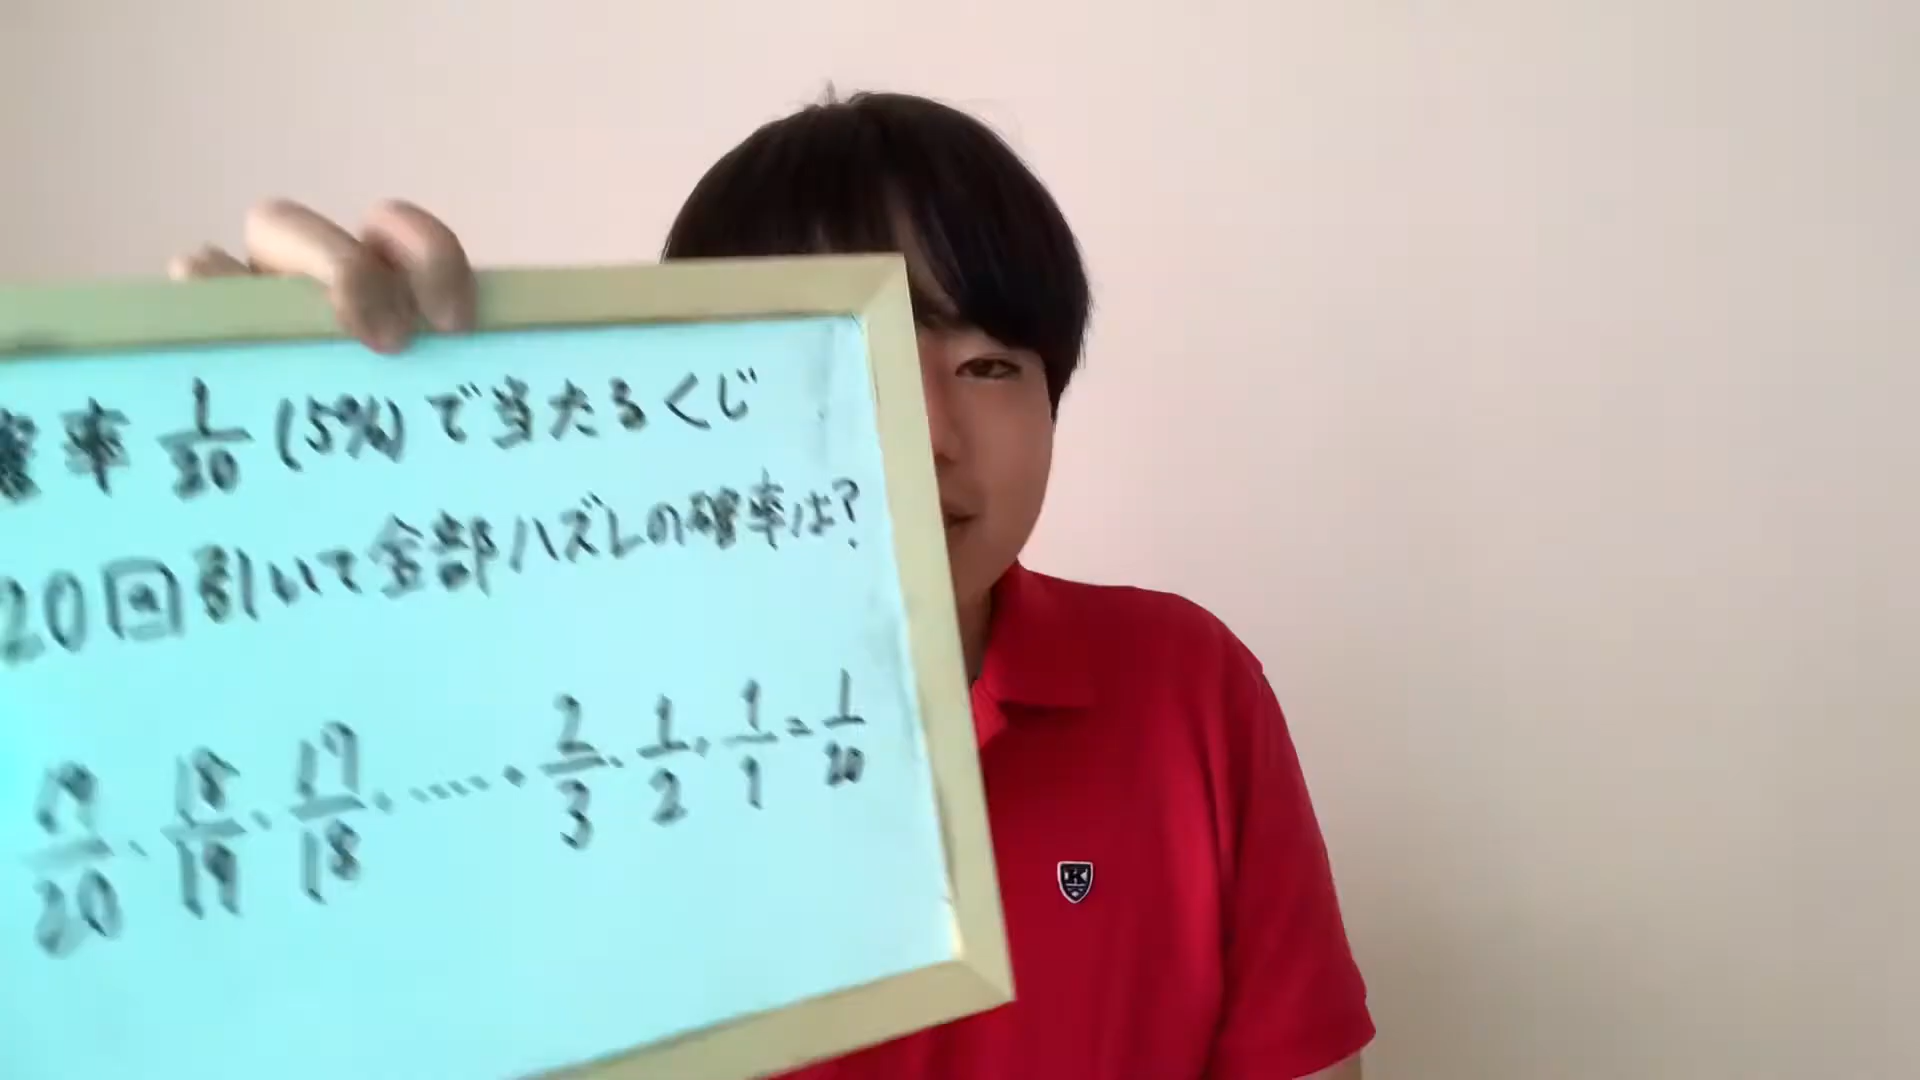 確率 1/20 (5%)で当たるくじ
20回引いて全部ハズレの確率は?
19/20 · 18/19 · 17/18 · ····· · 2/3 · 1/2 · 1/1 = 1/20
K